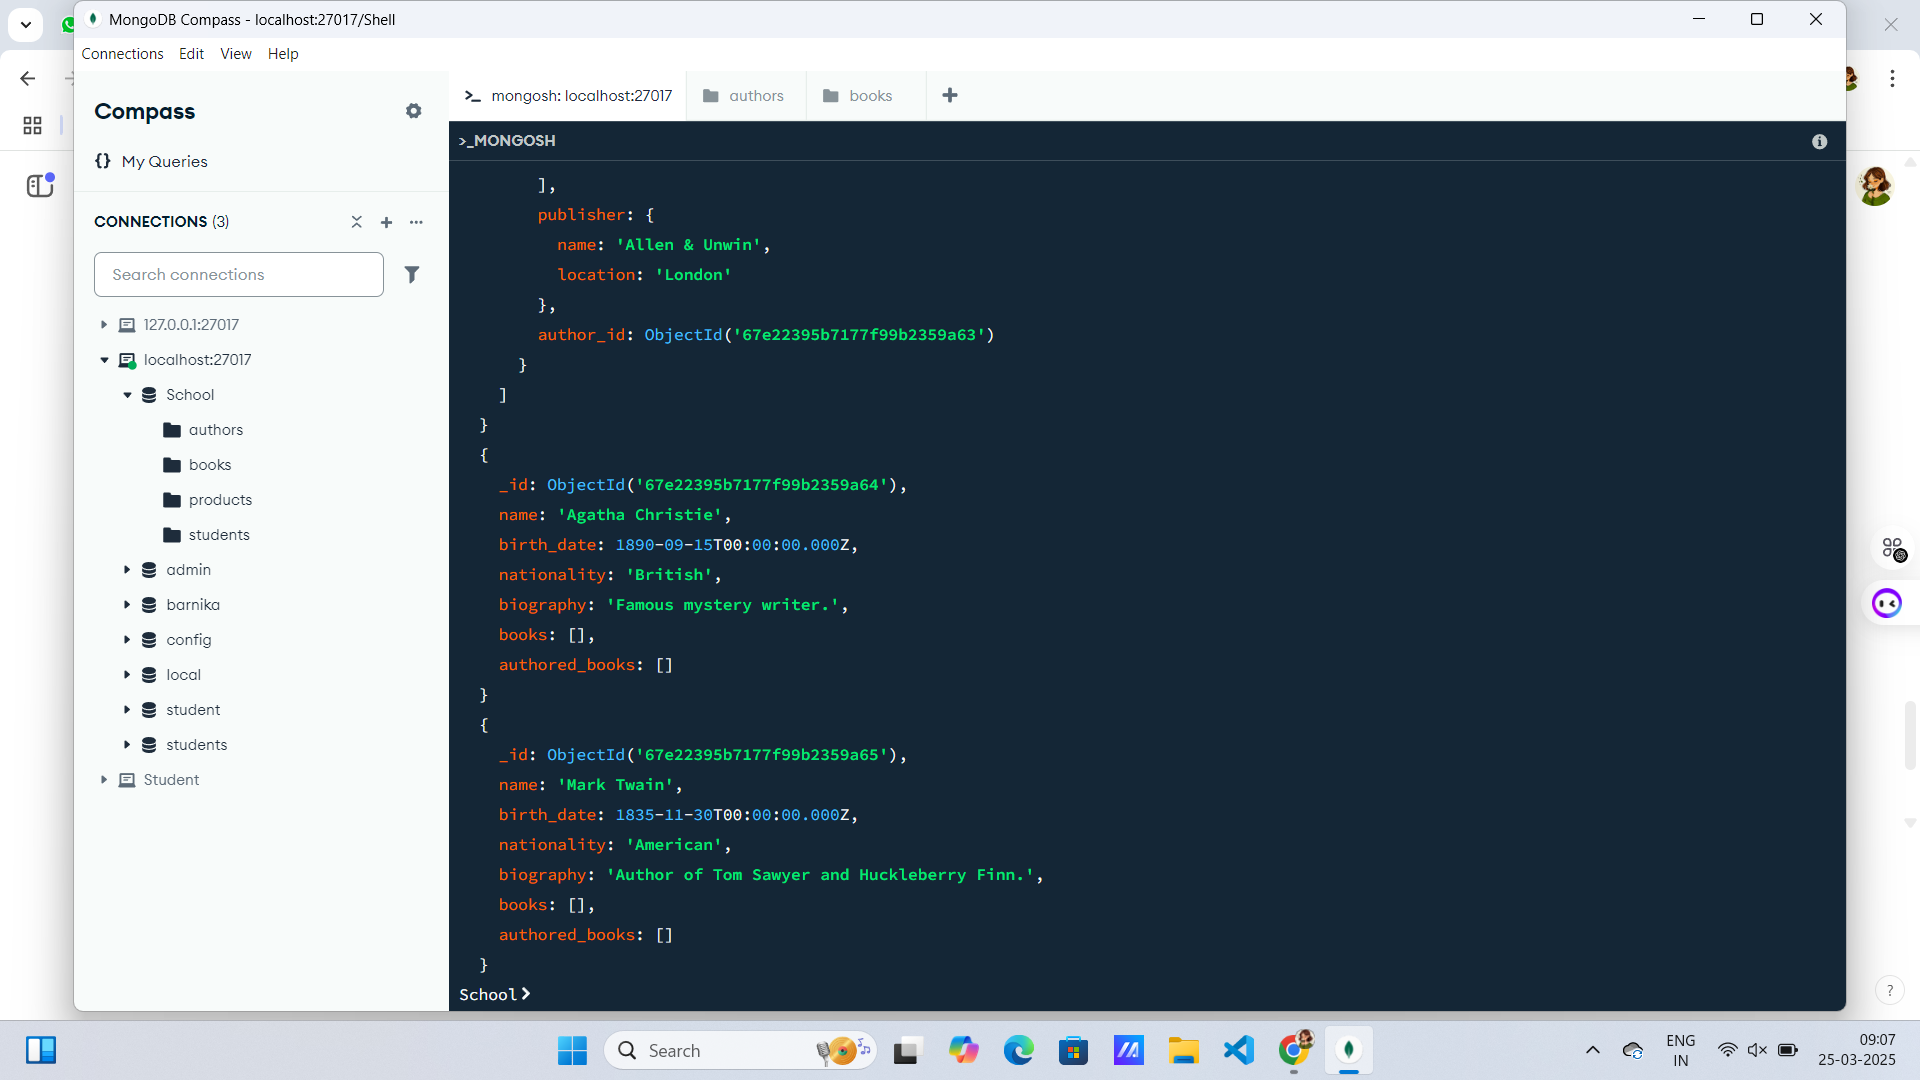 MongoDB Compass - localhost:27017/Shell
Connections Edit View Help
Compass
My Queries
CONNECTIONS (3)
Search connections
127.0.0.1:27017
localhost:27017
School
authors
books
products
students
admin
barnika
config
local
student
students
Student
mongosh: localhost:27017
authors
books
>_MONGOSH
],
publisher: {
name: 'Allen & Unwin',
location: 'London'
},
author_id: ObjectId('67e22395b7177f99b2359a63')
}
]
}
{
_id: ObjectId('67e22395b7177f99b2359a64'),
name: 'Agatha Christie',
birth_date: 1890-09-15T00:00:00.000Z,
nationality: 'British',
biography: 'Famous mystery writer.',
books: [],
authored_books: []
}
{
_id: ObjectId('67e22395b7177f99b2359a65'),
name: 'Mark Twain',
birth_date: 1835-11-30T00:00:00.000Z,
nationality: 'American',
biography: 'Author of Tom Sawyer and Huckleberry Finn.',
books: [],
authored_books: []
}
School>
?
Search
ENG
IN
09:07
25-03-2025